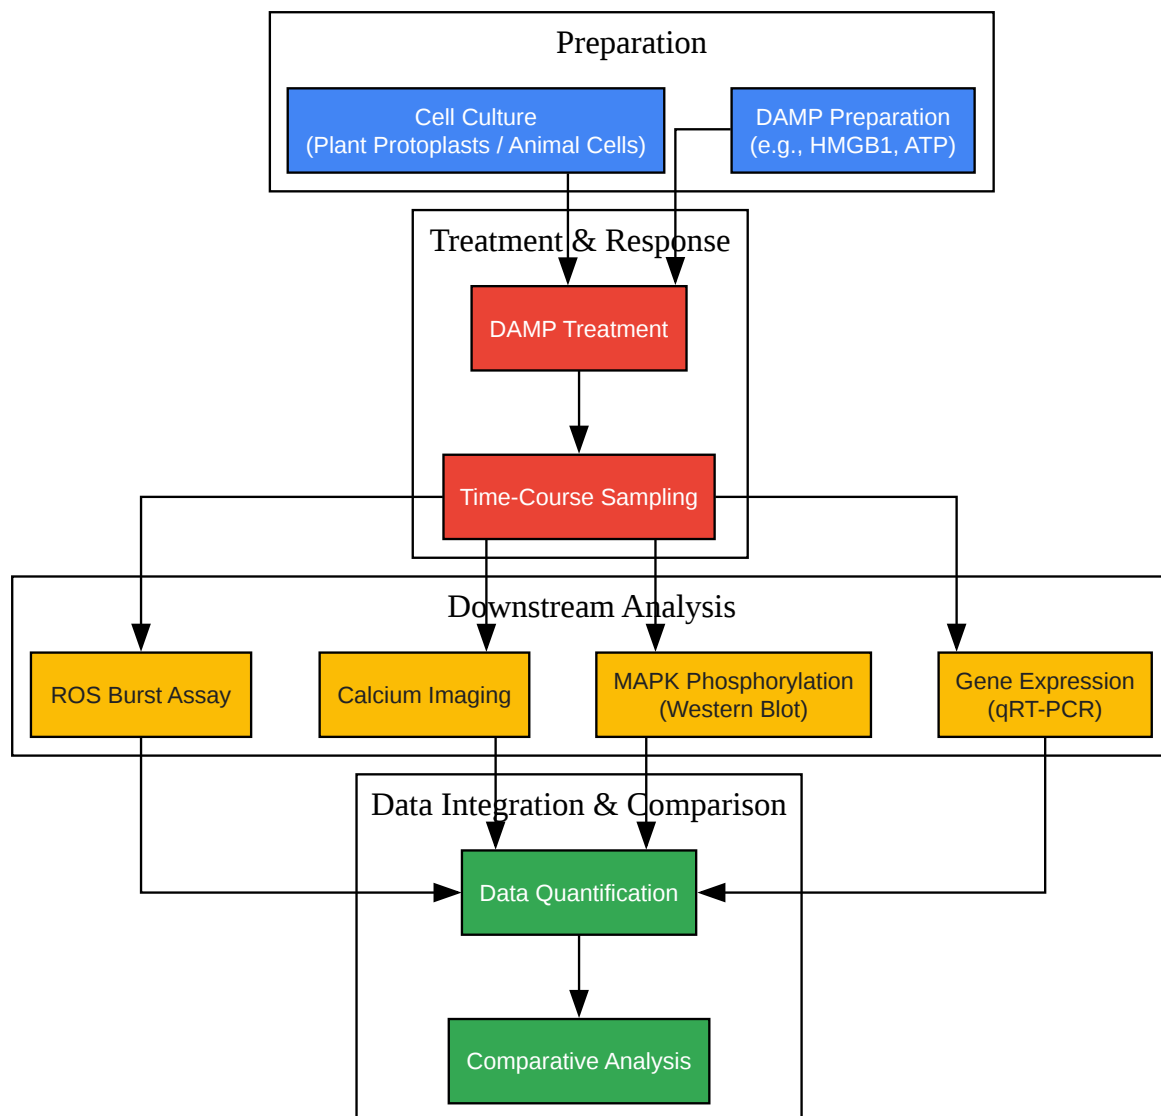 Preparation
Cell Culture
(Plant Protoplasts / Animal Cells)
DAMP Preparation
(e.g., HMGB1, ATP)
Treatment & Response
DAMP Treatment
Time-Course Sampling
Downstream Analysis
ROS Burst Assay
Calcium Imaging
MAPK Phosphorylation
(Western Blot)
Gene Expression
(qRT-PCR)
Data Integration & Comparison
Data Quantification
Comparative Analysis